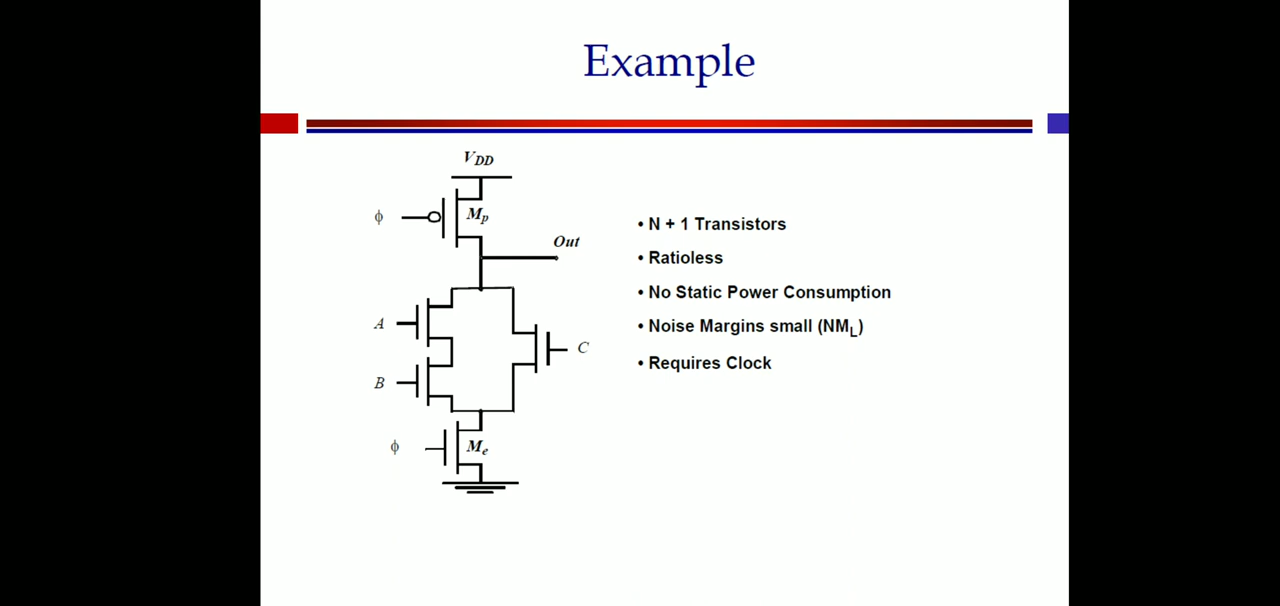 Example
V_DD
ϕ
M_p
Out
A
C
B
ϕ
M_e
• N + 1 Transistors
• Ratioless
• No Static Power Consumption
• Noise Margins small (NM_L)
• Requires Clock